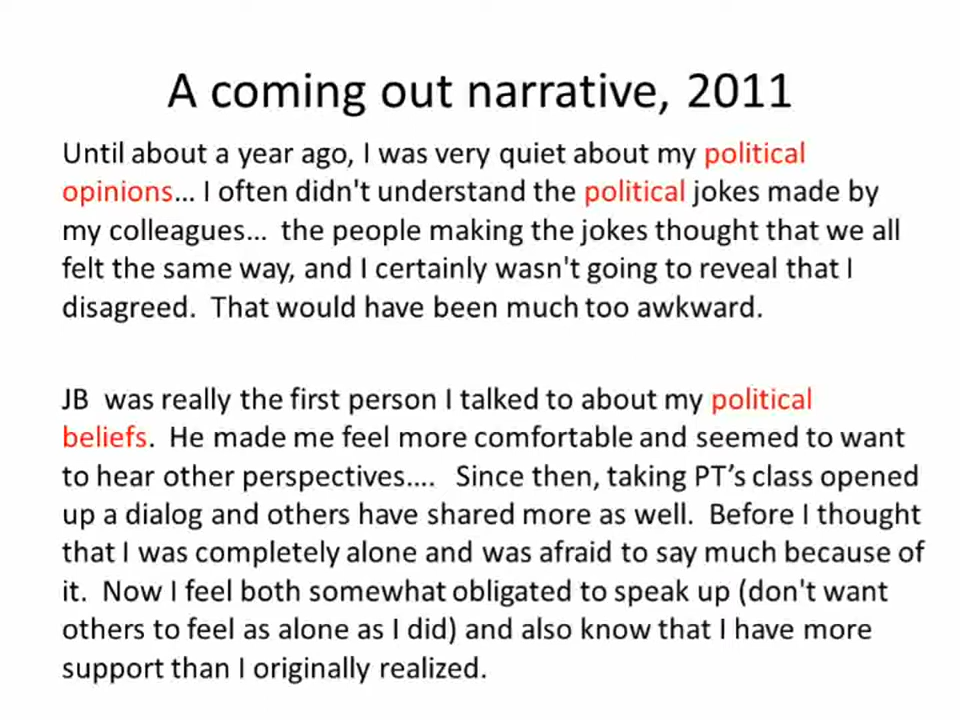 A coming out narrative, 2011
Until about a year ago, I was very quiet about my political
opinions… I often didn't understand the political jokes made by
my colleagues…  the people making the jokes thought that we all
felt the same way, and I certainly wasn't going to reveal that I
disagreed.  That would have been much too awkward.
JB  was really the first person I talked to about my political
beliefs.  He made me feel more comfortable and seemed to want
to hear other perspectives….   Since then, taking PT’s class opened
up a dialog and others have shared more as well.  Before I thought
that I was completely alone and was afraid to say much because of
it.  Now I feel both somewhat obligated to speak up (don't want
others to feel as alone as I did) and also know that I have more
support than I originally realized.